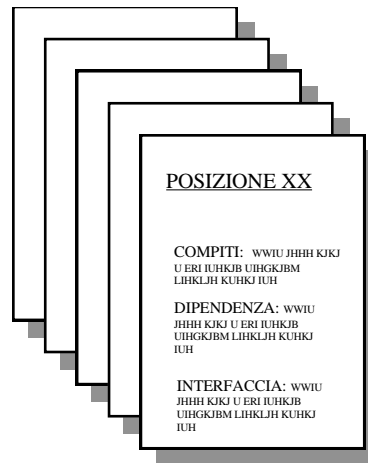 POSIZIONE XX
COMPITI: WWIU JHHH KJKJ
U ERI IUHKJB UIHGKJBM
LIHKLJH KUHKJ IUH
DIPENDENZA: WWIU
JHHH KJKJ U ERI IUHKJB
UIHGKJBM LIHKLJH KUHKJ
IUH
INTERFACCIA: WWIU
JHHH KJKJ U ERI IUHKJB
UIHGKJBM LIHKLJH KUHKJ
IUH